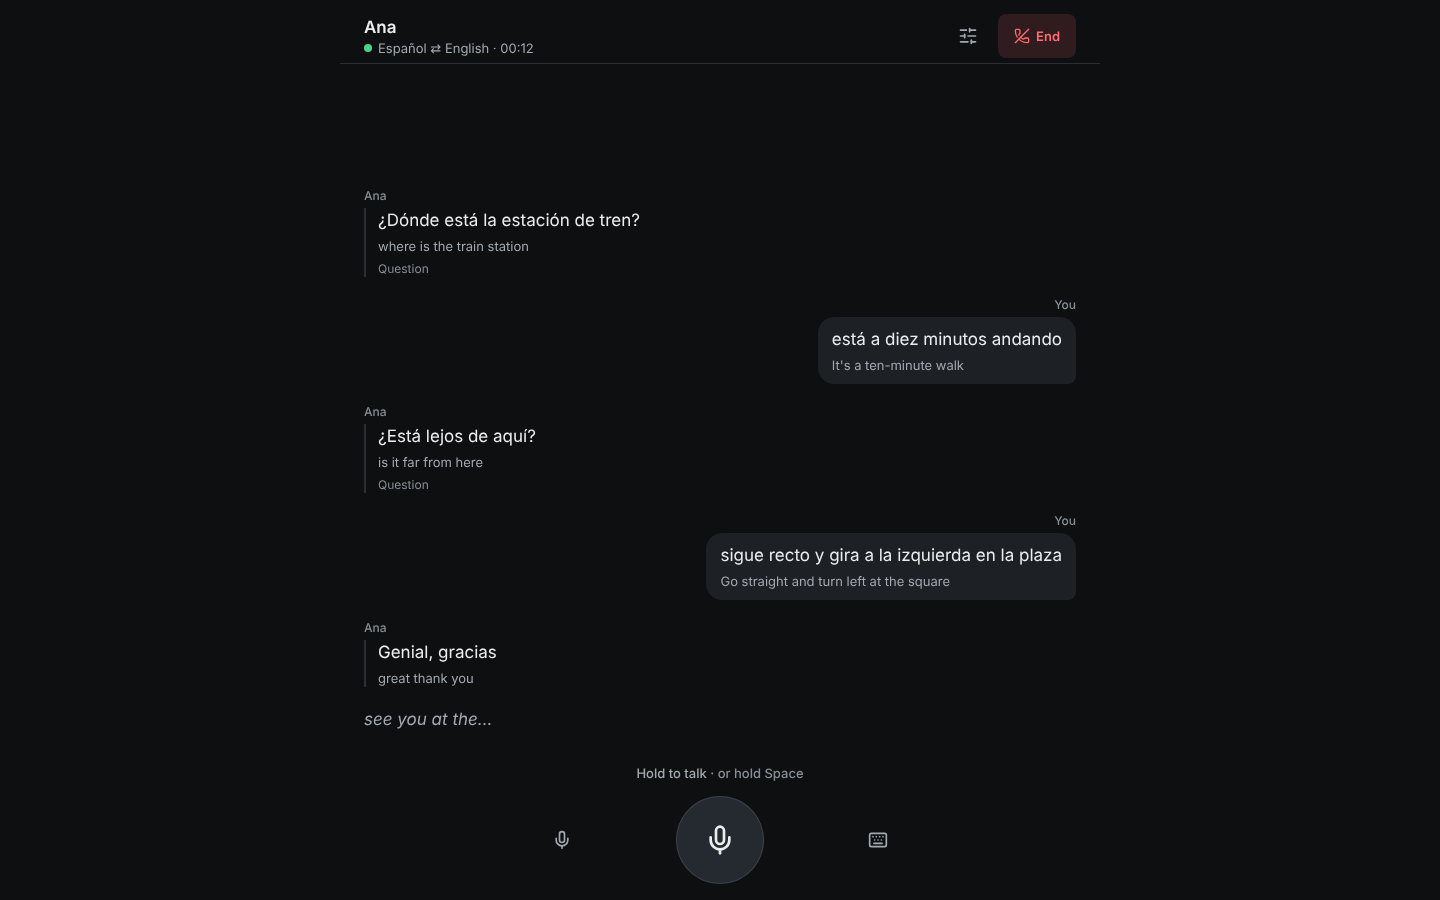 Ana
Español ⇄ English · 00:12
End
Ana
¿Dónde está la estación de tren?
where is the train station
Question
You
está a diez minutos andando
It's a ten-minute walk
Ana
¿Está lejos de aquí?
is it far from here
Question
You
sigue recto y gira a la izquierda en la plaza
Go straight and turn left at the square
Ana
Genial, gracias
great thank you
see you at the...
Hold to talk · or hold Space